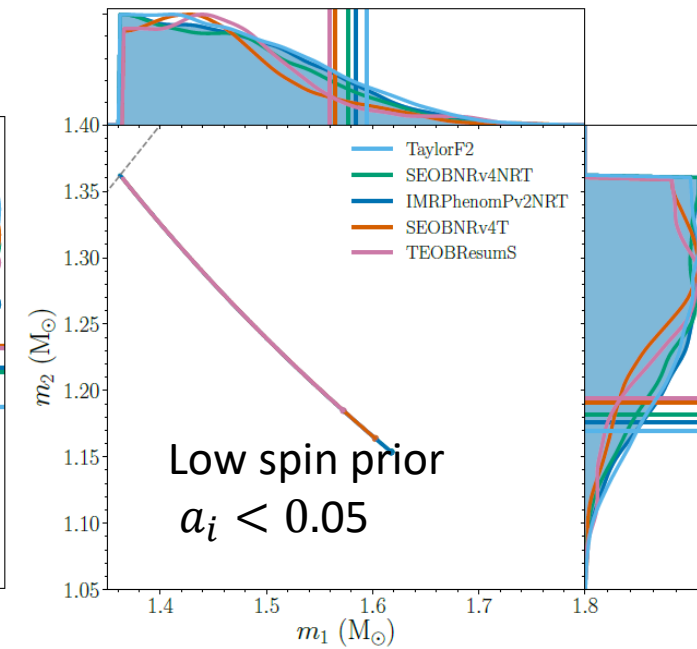 1.40
1.35
1.30
1.25
1.20
1.15
1.10
1.05
m₂ (M⊙)
TaylorF2
SEOBNRv4NRT
IMRPhenomPv2NRT
SEOBNRv4T
TEOBResumS
Low spin prior
aᵢ < 0.05
1.4 1.5 1.6 1.7 1.8
m₁ (M⊙)